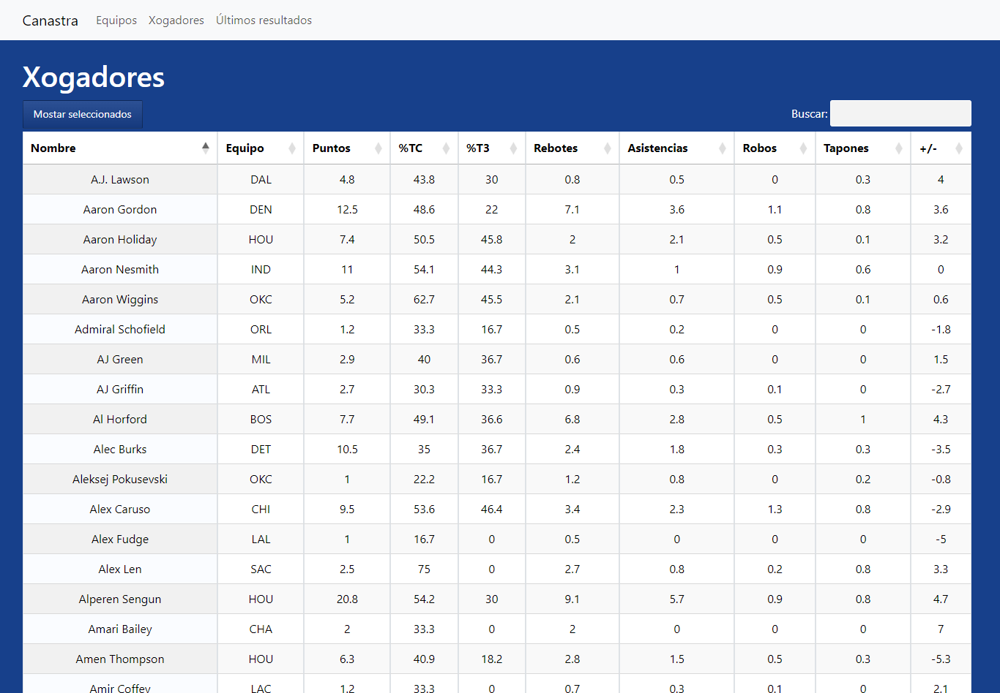 Canastra Equipos Xogadores Últimos resultados
Xogadores
Mostar seleccionados Buscar:
Nombre Equipo Puntos %TC %T3 Rebotes Asistencias Robos Tapones +/-
A.J. Lawson DAL 4.8 43.8 30 0.8 0.5 0 0.3 4
Aaron Gordon DEN 12.5 48.6 22 7.1 3.6 1.1 0.8 3.6
Aaron Holiday HOU 7.4 50.5 45.8 2 2.1 0.5 0.1 3.2
Aaron Nesmith IND 11 54.1 44.3 3.1 1 0.9 0.6 0
Aaron Wiggins OKC 5.2 62.7 45.5 2.1 0.7 0.5 0.1 0.6
Admiral Schofield ORL 1.2 33.3 16.7 0.5 0.2 0 0 -1.8
AJ Green MIL 2.9 40 36.7 0.6 0.6 0 0 1.5
AJ Griffin ATL 2.7 30.3 33.3 0.9 0.3 0.1 0 -2.7
Al Horford BOS 7.7 49.1 36.6 6.8 2.8 0.5 1 4.3
Alec Burks DET 10.5 35 36.7 2.4 1.8 0.3 0.3 -3.5
Aleksej Pokusevski OKC 1 22.2 16.7 1.2 0.8 0 0.2 -0.8
Alex Caruso CHI 9.5 53.6 46.4 3.4 2.3 1.3 0.8 -2.9
Alex Fudge LAL 1 16.7 0 0.5 0 0 0 -5
Alex Len SAC 2.5 75 0 2.7 0.8 0.2 0.8 3.3
Alperen Sengun HOU 20.8 54.2 30 9.1 5.7 0.9 0.8 4.7
Amari Bailey CHA 2 33.3 0 2 0 0 0 7
Amen Thompson HOU 6.3 40.9 18.2 2.8 1.5 0.5 0.3 -5.3
Amir Coffey LAC 1.2 33.3 0 0.7 0.3 0.1 0 2.1